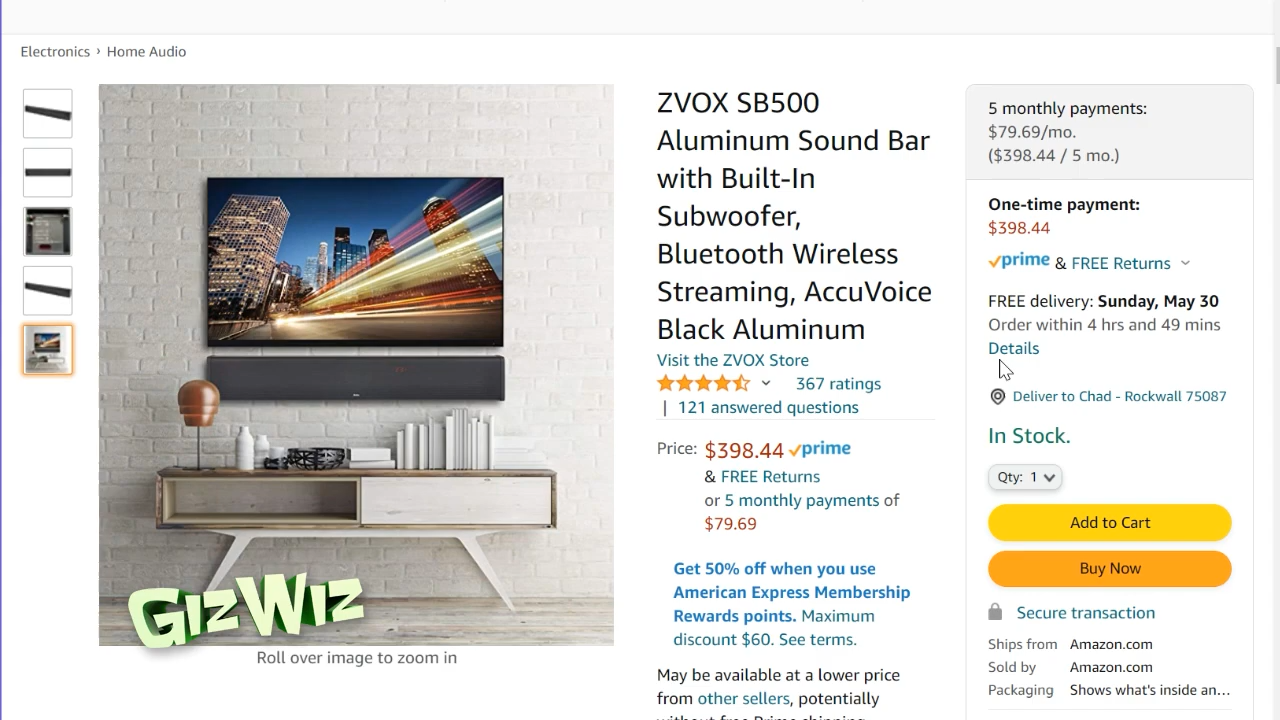 Electronics › Home Audio
ZVOX SB500
Aluminum Sound Bar
with Built-In
Subwoofer,
Bluetooth Wireless
Streaming, AccuVoice
Black Aluminum
Visit the ZVOX Store
367 ratings
| 121 answered questions
Price: $398.44 prime
& FREE Returns
or 5 monthly payments of
$79.69
Get 50% off when you use
American Express Membership
Rewards points. Maximum
discount $60. See terms.
May be available at a lower price
from other sellers, potentially
without free Prime shipping.
GizWiz
Roll over image to zoom in
5 monthly payments:
$79.69/mo.
($398.44 / 5 mo.)
One-time payment:
$398.44
prime & FREE Returns
FREE delivery: Sunday, May 30
Order within 4 hrs and 49 mins
Details
Deliver to Chad - Rockwall 75087
In Stock.
Qty: 1
Add to Cart
Buy Now
Secure transaction
Ships from Amazon.com
Sold by Amazon.com
Packaging Shows what's inside an…